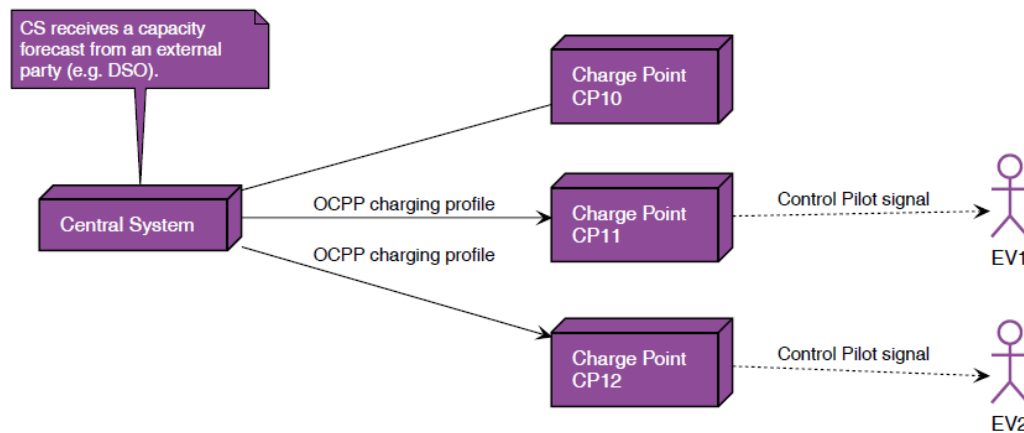 CS receives a capacity
forecast from an external
party (e.g. DSO).
Charge Point
CP10
Central System
OCPP charging profile
Charge Point
CP11
Control Pilot signal
EV1
OCPP charging profile
Charge Point
CP12
Control Pilot signal
EV2